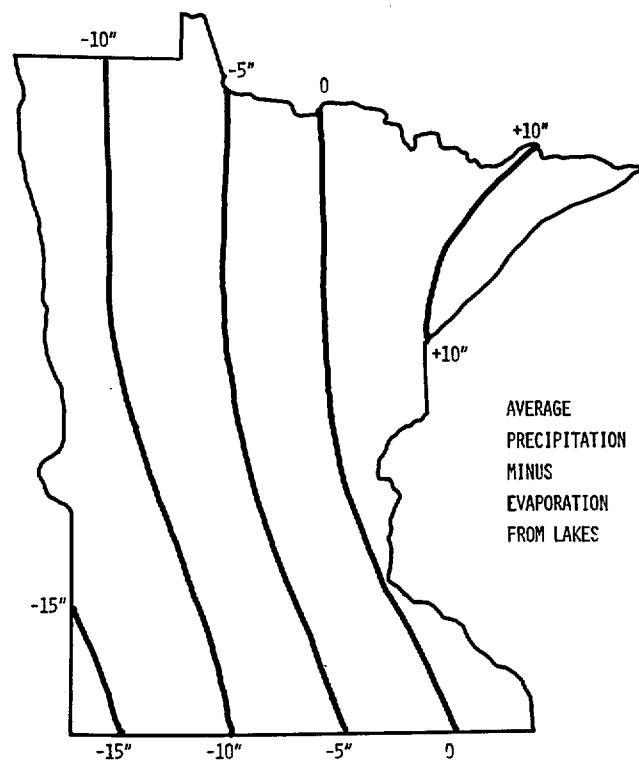 -10"
-5"
0
+10"
+10"
AVERAGE
PRECIPITATION
MINUS
EVAPORATION
FROM LAKES
-15"
-15"
-10"
-5"
0